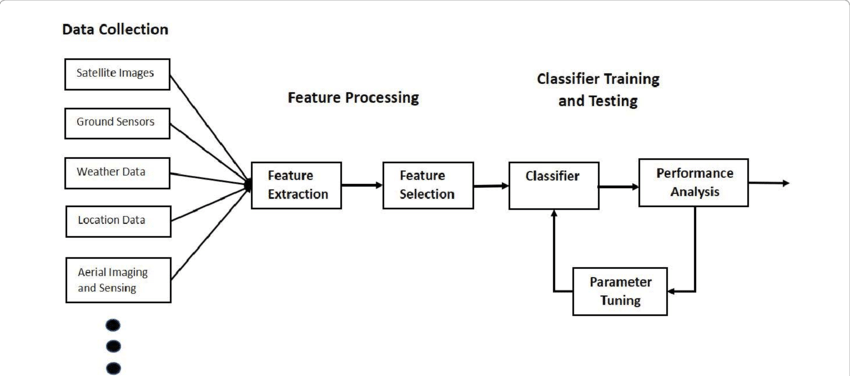 Data Collection
Satellite Images
Ground Sensors
Weather Data
Location Data
Aerial Imaging
and Sensing
Feature Processing
Feature
Extraction
Feature
Selection
Classifier Training
and Testing
Classifier
Performance
Analysis
Parameter
Tuning